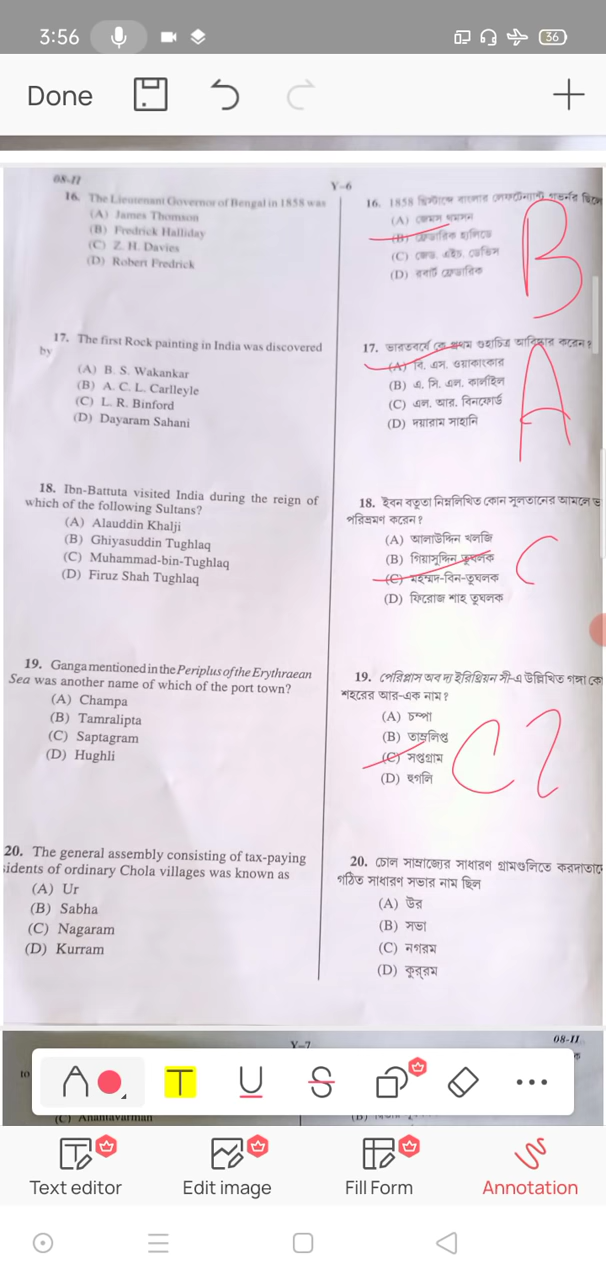 3:56
36
Done
08-11
Y-6
16. The Lieutenant Governor of Bengal in 1858 was
(A) James Thomson
(B) Fredrick Halliday
(C) Z. H. Davies
(D) Robert Fredrick
17. The first Rock painting in India was discovered
by
(A) B. S. Wakankar
(B) A. C. L. Carlleyle
(C) L. R. Binford
(D) Dayaram Sahani
18. Ibn-Battuta visited India during the reign of
which of the following Sultans?
(A) Alauddin Khalji
(B) Ghiyasuddin Tughlaq
(C) Muhammad-bin-Tughlaq
(D) Firuz Shah Tughlaq
19. Ganga mentioned in the Periplus of the Erythraean
Sea was another name of which of the port town?
(A) Champa
(B) Tamralipta
(C) Saptagram
(D) Hughli
20. The general assembly consisting of tax-paying
sidents of ordinary Chola villages was known as
(A) Ur
(B) Sabha
(C) Nagaram
(D) Kurram
16. 1858 খ্রিস্টাব্দে বাংলার লেফটেন্যান্ট গভর্নর ছিলে
(A) জেমস থমসন
(B) ফ্রেডারিক হালিডে
(C) জেড. এইচ. ডেভিস
(D) রবার্ট ফ্রেডারিক
B
17. ভারতবর্ষে কে প্রথম গুহাচিত্র আবিষ্কার করেন?
(A) বি. এস. ওয়াকাংকার
(B) এ. সি. এল. কার্লাইল
(C) এল. আর. বিনফোর্ড
(D) দয়ারাম সাহানি
A
18. ইবন বতুতা নিম্নলিখিত কোন সুলতানের আমলে ভ
পরিভ্রমণ করেন?
(A) আলাউদ্দিন খলজি
(B) গিয়াসুদ্দিন তুঘলক
(C) মহম্মদ-বিন-তুঘলক
(D) ফিরোজ শাহ তুঘলক
C
19. পেরিপ্লাস অব দ্য ইরিথ্রিয়ন সী-এ উল্লিখিত গঙ্গা কো
শহরের আর-এক নাম?
(A) চম্পা
(B) তাম্রলিপ্ত
(C) সপ্তগ্রাম
(D) হুগলি
C?
20. চোল সাম্রাজ্যের সাধারণ গ্রামগুলিতে করদাতাদে
গঠিত সাধারণ সভার নাম ছিল
(A) উর
(B) সভা
(C) নগরম
(D) কুর্‌রম
Y-7
08-11
to
(C) Anantavarman
T
U
S
Text editor
Edit image
Fill Form
Annotation